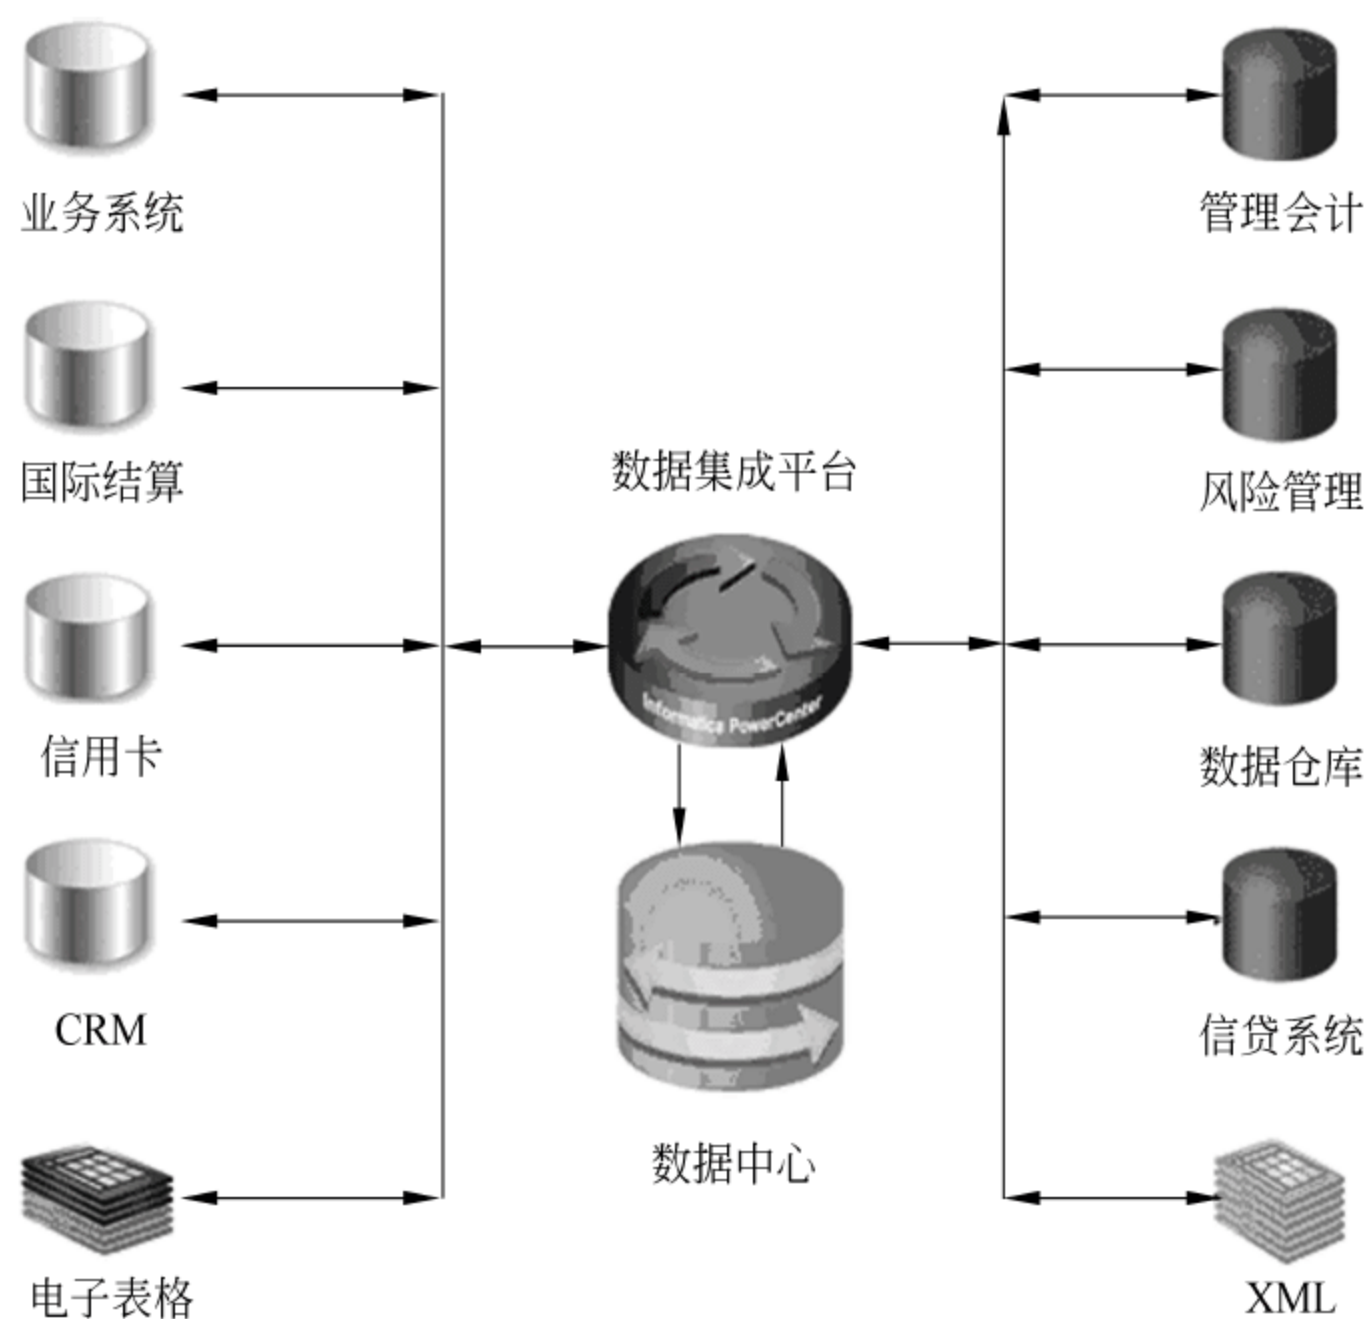 业务系统
管理会计
国际结算
数据集成平台
风险管理
Informatica PowerCenter
信用卡
数据仓库
CRM
信贷系统
数据中心
电子表格
XML